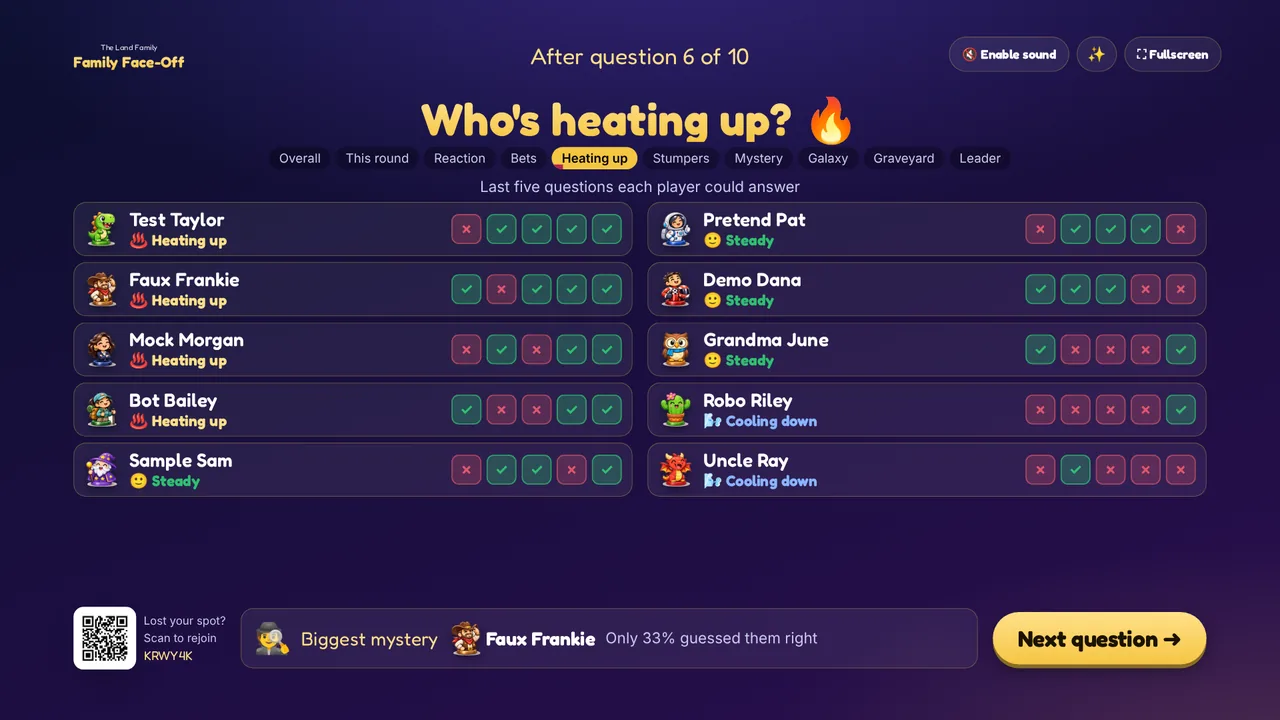 The Land Family
Family Face-Off
After question 6 of 10
Enable sound
Fullscreen
Who's heating up?
Overall
This round
Reaction
Bets
Heating up
Stumpers
Mystery
Galaxy
Graveyard
Leader
Last five questions each player could answer
Test Taylor
Heating up
Pretend Pat
Steady
Faux Frankie
Heating up
Demo Dana
Steady
Mock Morgan
Heating up
Grandma June
Steady
Bot Bailey
Heating up
Robo Riley
Cooling down
Sample Sam
Steady
Uncle Ray
Cooling down
Lost your spot?
Scan to rejoin
KRWY4K
Biggest mystery
Faux Frankie
Only 33% guessed them right
Next question →